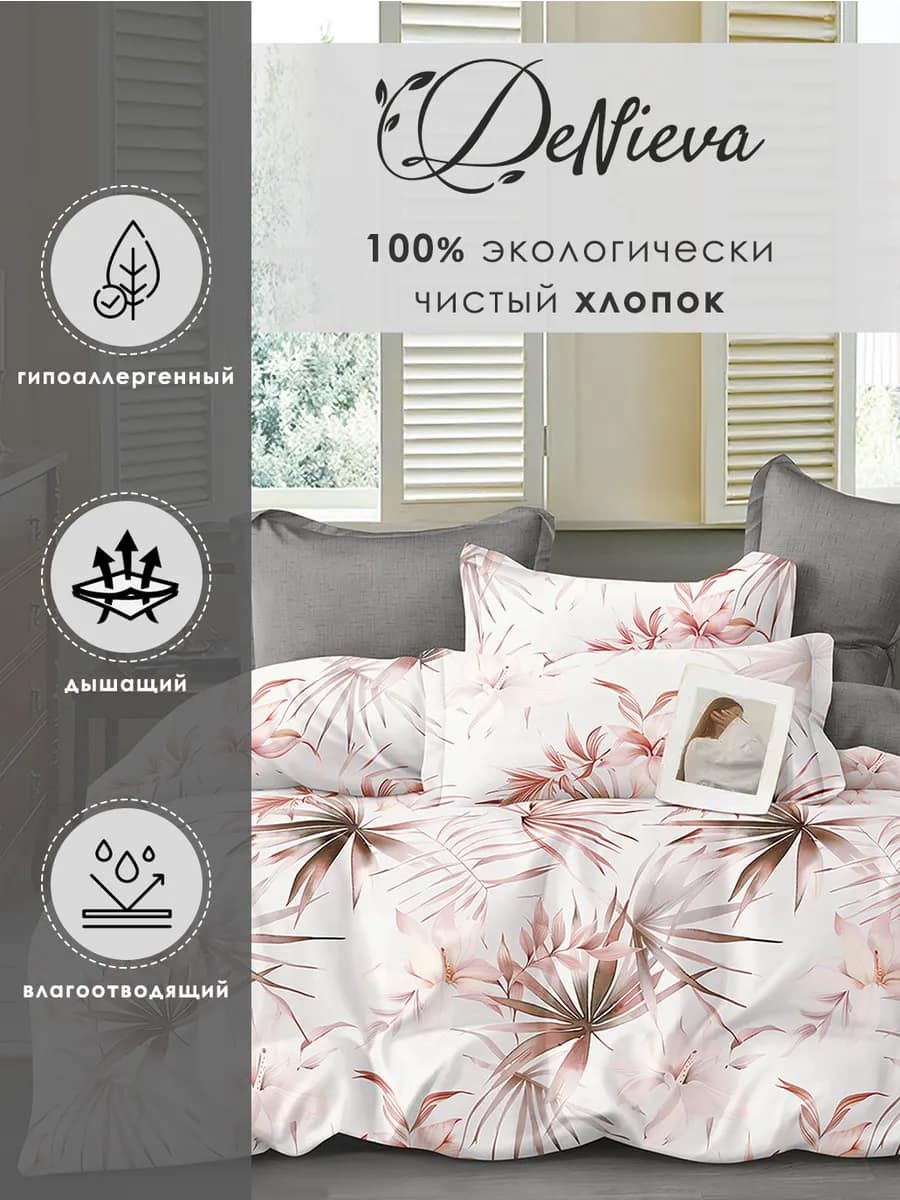 DeNieva
100% экологически
чистый хлопок
гипоаллергенный
дышащий
влагоотводящий